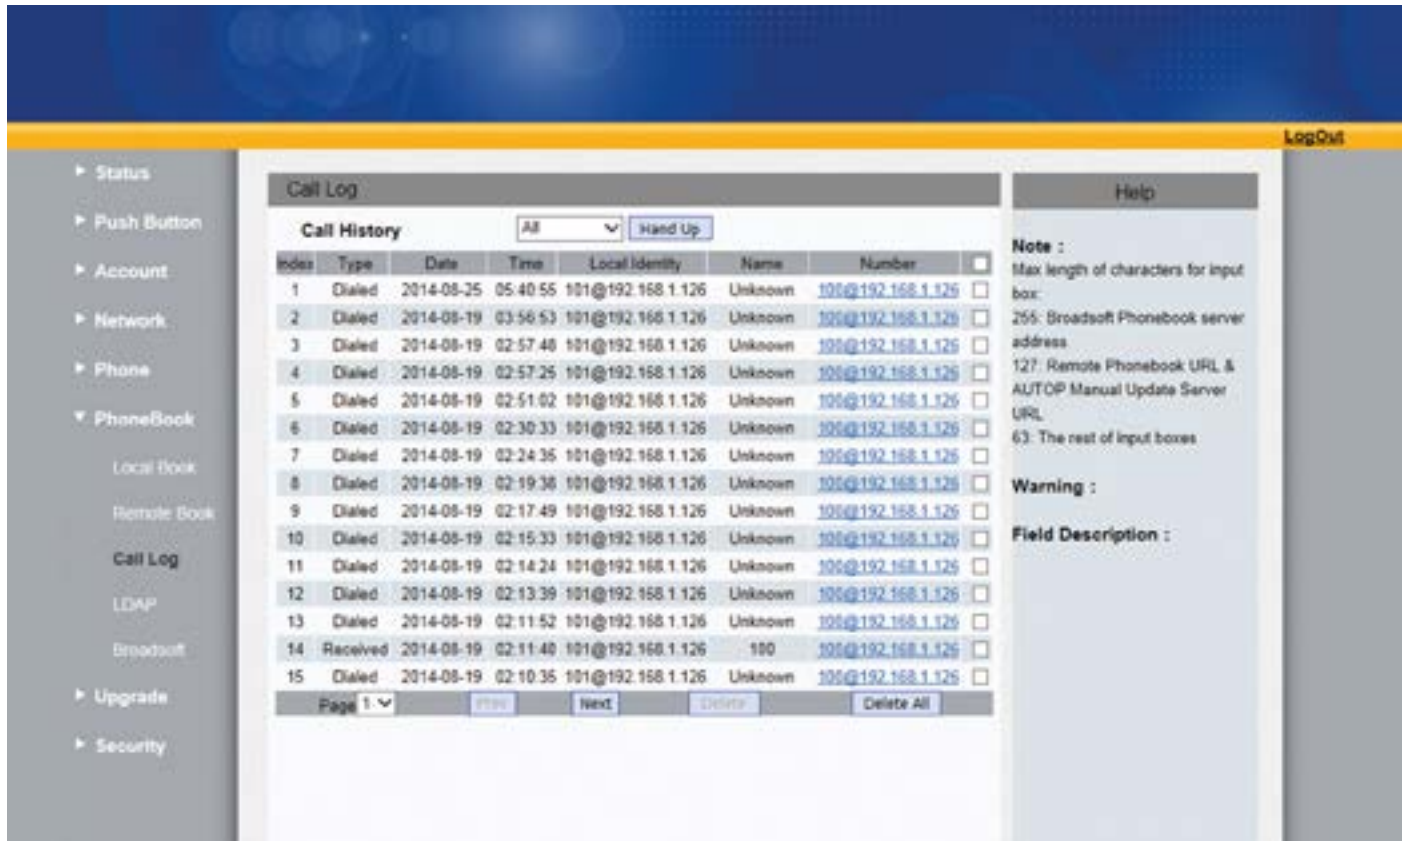 LogOut
Status
Push Button
Account
Network
Phone
PhoneBook
Local Book
Remote Book
Call Log
LDAP
Broadsoft
Upgrade
Security
Call Log
Call History All Hand Up
Index Type Date Time Local Identity Name Number
1 Dialed 2014-08-25 05:40:55 101@192.168.1.126 Unknown 100@192.168.1.126
2 Dialed 2014-08-19 03:56:53 101@192.168.1.126 Unknown 100@192.168.1.126
3 Dialed 2014-08-19 02:57:48 101@192.168.1.126 Unknown 100@192.168.1.126
4 Dialed 2014-08-19 02:57:25 101@192.168.1.126 Unknown 100@192.168.1.126
5 Dialed 2014-08-19 02:51:02 101@192.168.1.126 Unknown 100@192.168.1.126
6 Dialed 2014-08-19 02:30:33 101@192.168.1.126 Unknown 100@192.168.1.126
7 Dialed 2014-08-19 02:24:35 101@192.168.1.126 Unknown 100@192.168.1.126
8 Dialed 2014-08-19 02:19:38 101@192.168.1.126 Unknown 100@192.168.1.126
9 Dialed 2014-08-19 02:17:49 101@192.168.1.126 Unknown 100@192.168.1.126
10 Dialed 2014-08-19 02:15:33 101@192.168.1.126 Unknown 100@192.168.1.126
11 Dialed 2014-08-19 02:14:24 101@192.168.1.126 Unknown 100@192.168.1.126
12 Dialed 2014-08-19 02:13:39 101@192.168.1.126 Unknown 100@192.168.1.126
13 Dialed 2014-08-19 02:11:52 101@192.168.1.126 Unknown 100@192.168.1.126
14 Received 2014-08-19 02:11:40 101@192.168.1.126 100 100@192.168.1.126
15 Dialed 2014-08-19 02:10:35 101@192.168.1.126 Unknown 100@192.168.1.126
Page 1 Prev Next Delete Delete All
Help
Note :
Max length of characters for input
box:
255: Broadsoft Phonebook server
address
127: Remote Phonebook URL &
AUTOP Manual Update Server
URL
63: The rest of input boxes
Warning :
Field Description :